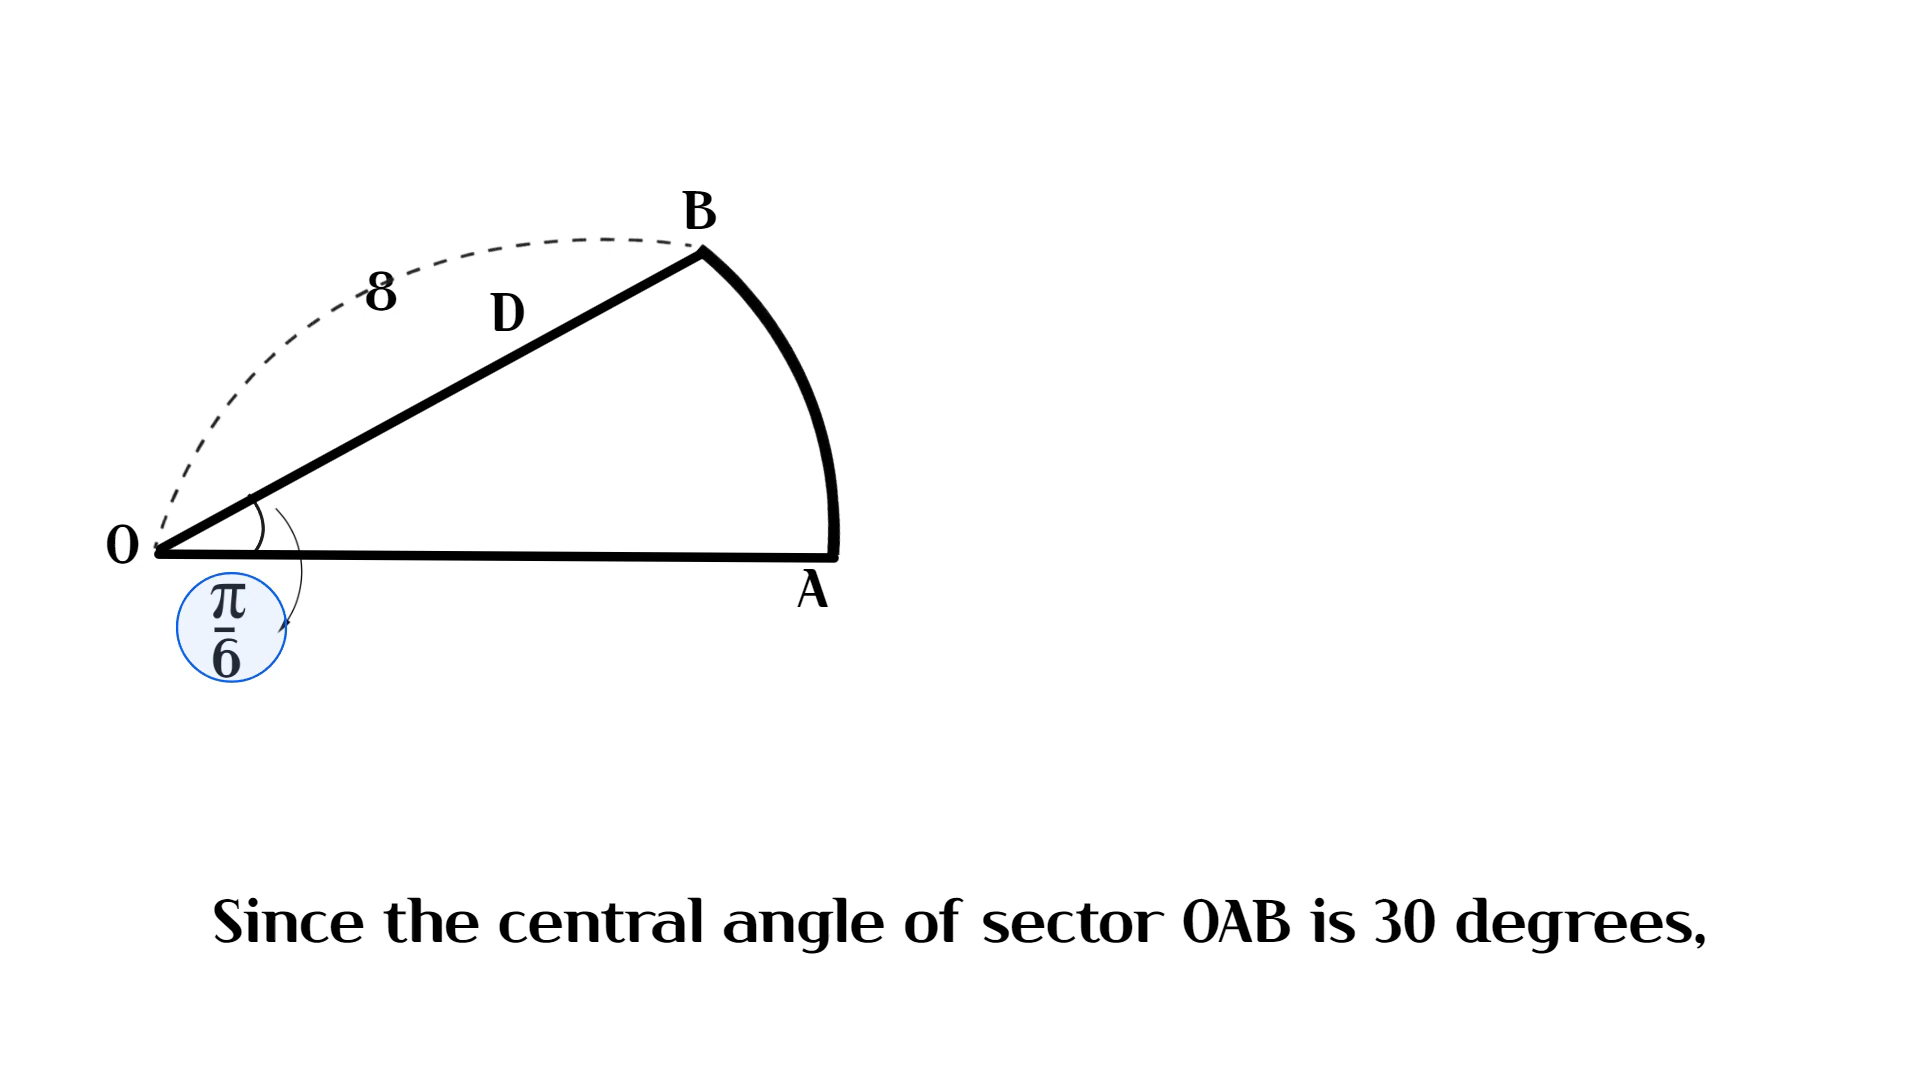 B
8
D
O
A
π
6
Since the central angle of sector OAB is 30 degrees,